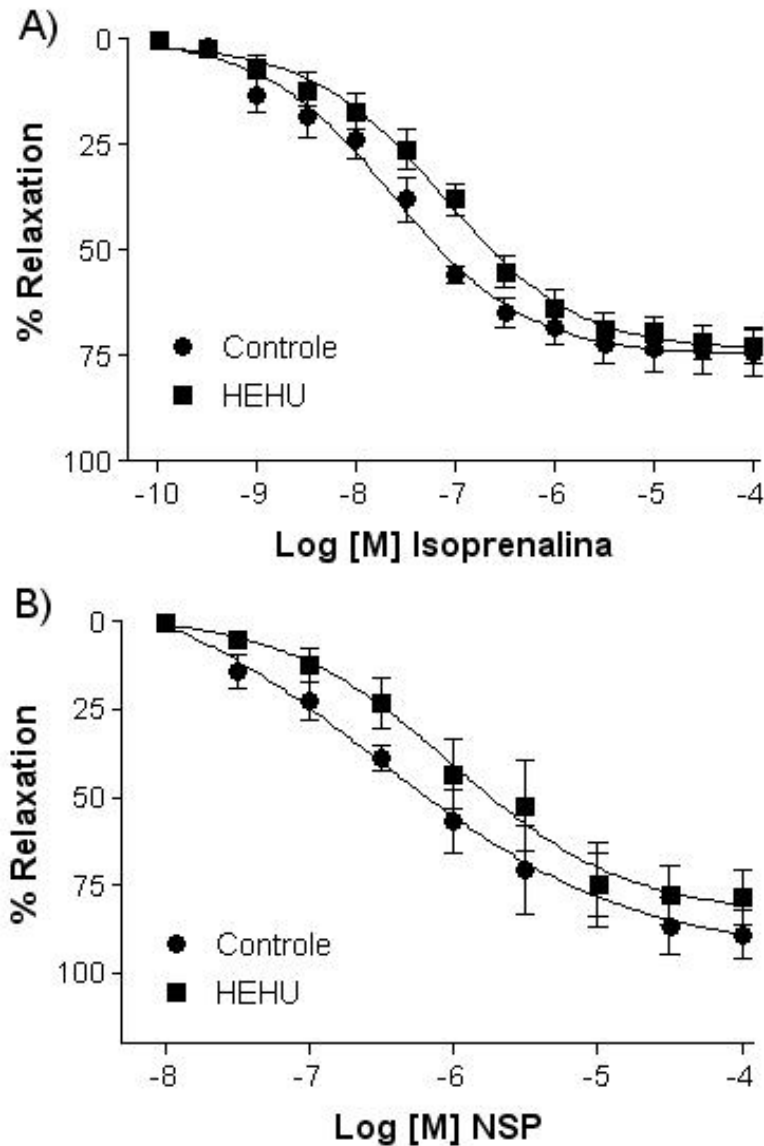 A)
0
25
50
75
100
% Relaxation
Controle
HEHU
-10 -9 -8 -7 -6 -5 -4
Log [M] Isoprenalina
B)
0
25
50
75
100
% Relaxation
Controle
HEHU
-8 -7 -6 -5 -4
Log [M] NSP